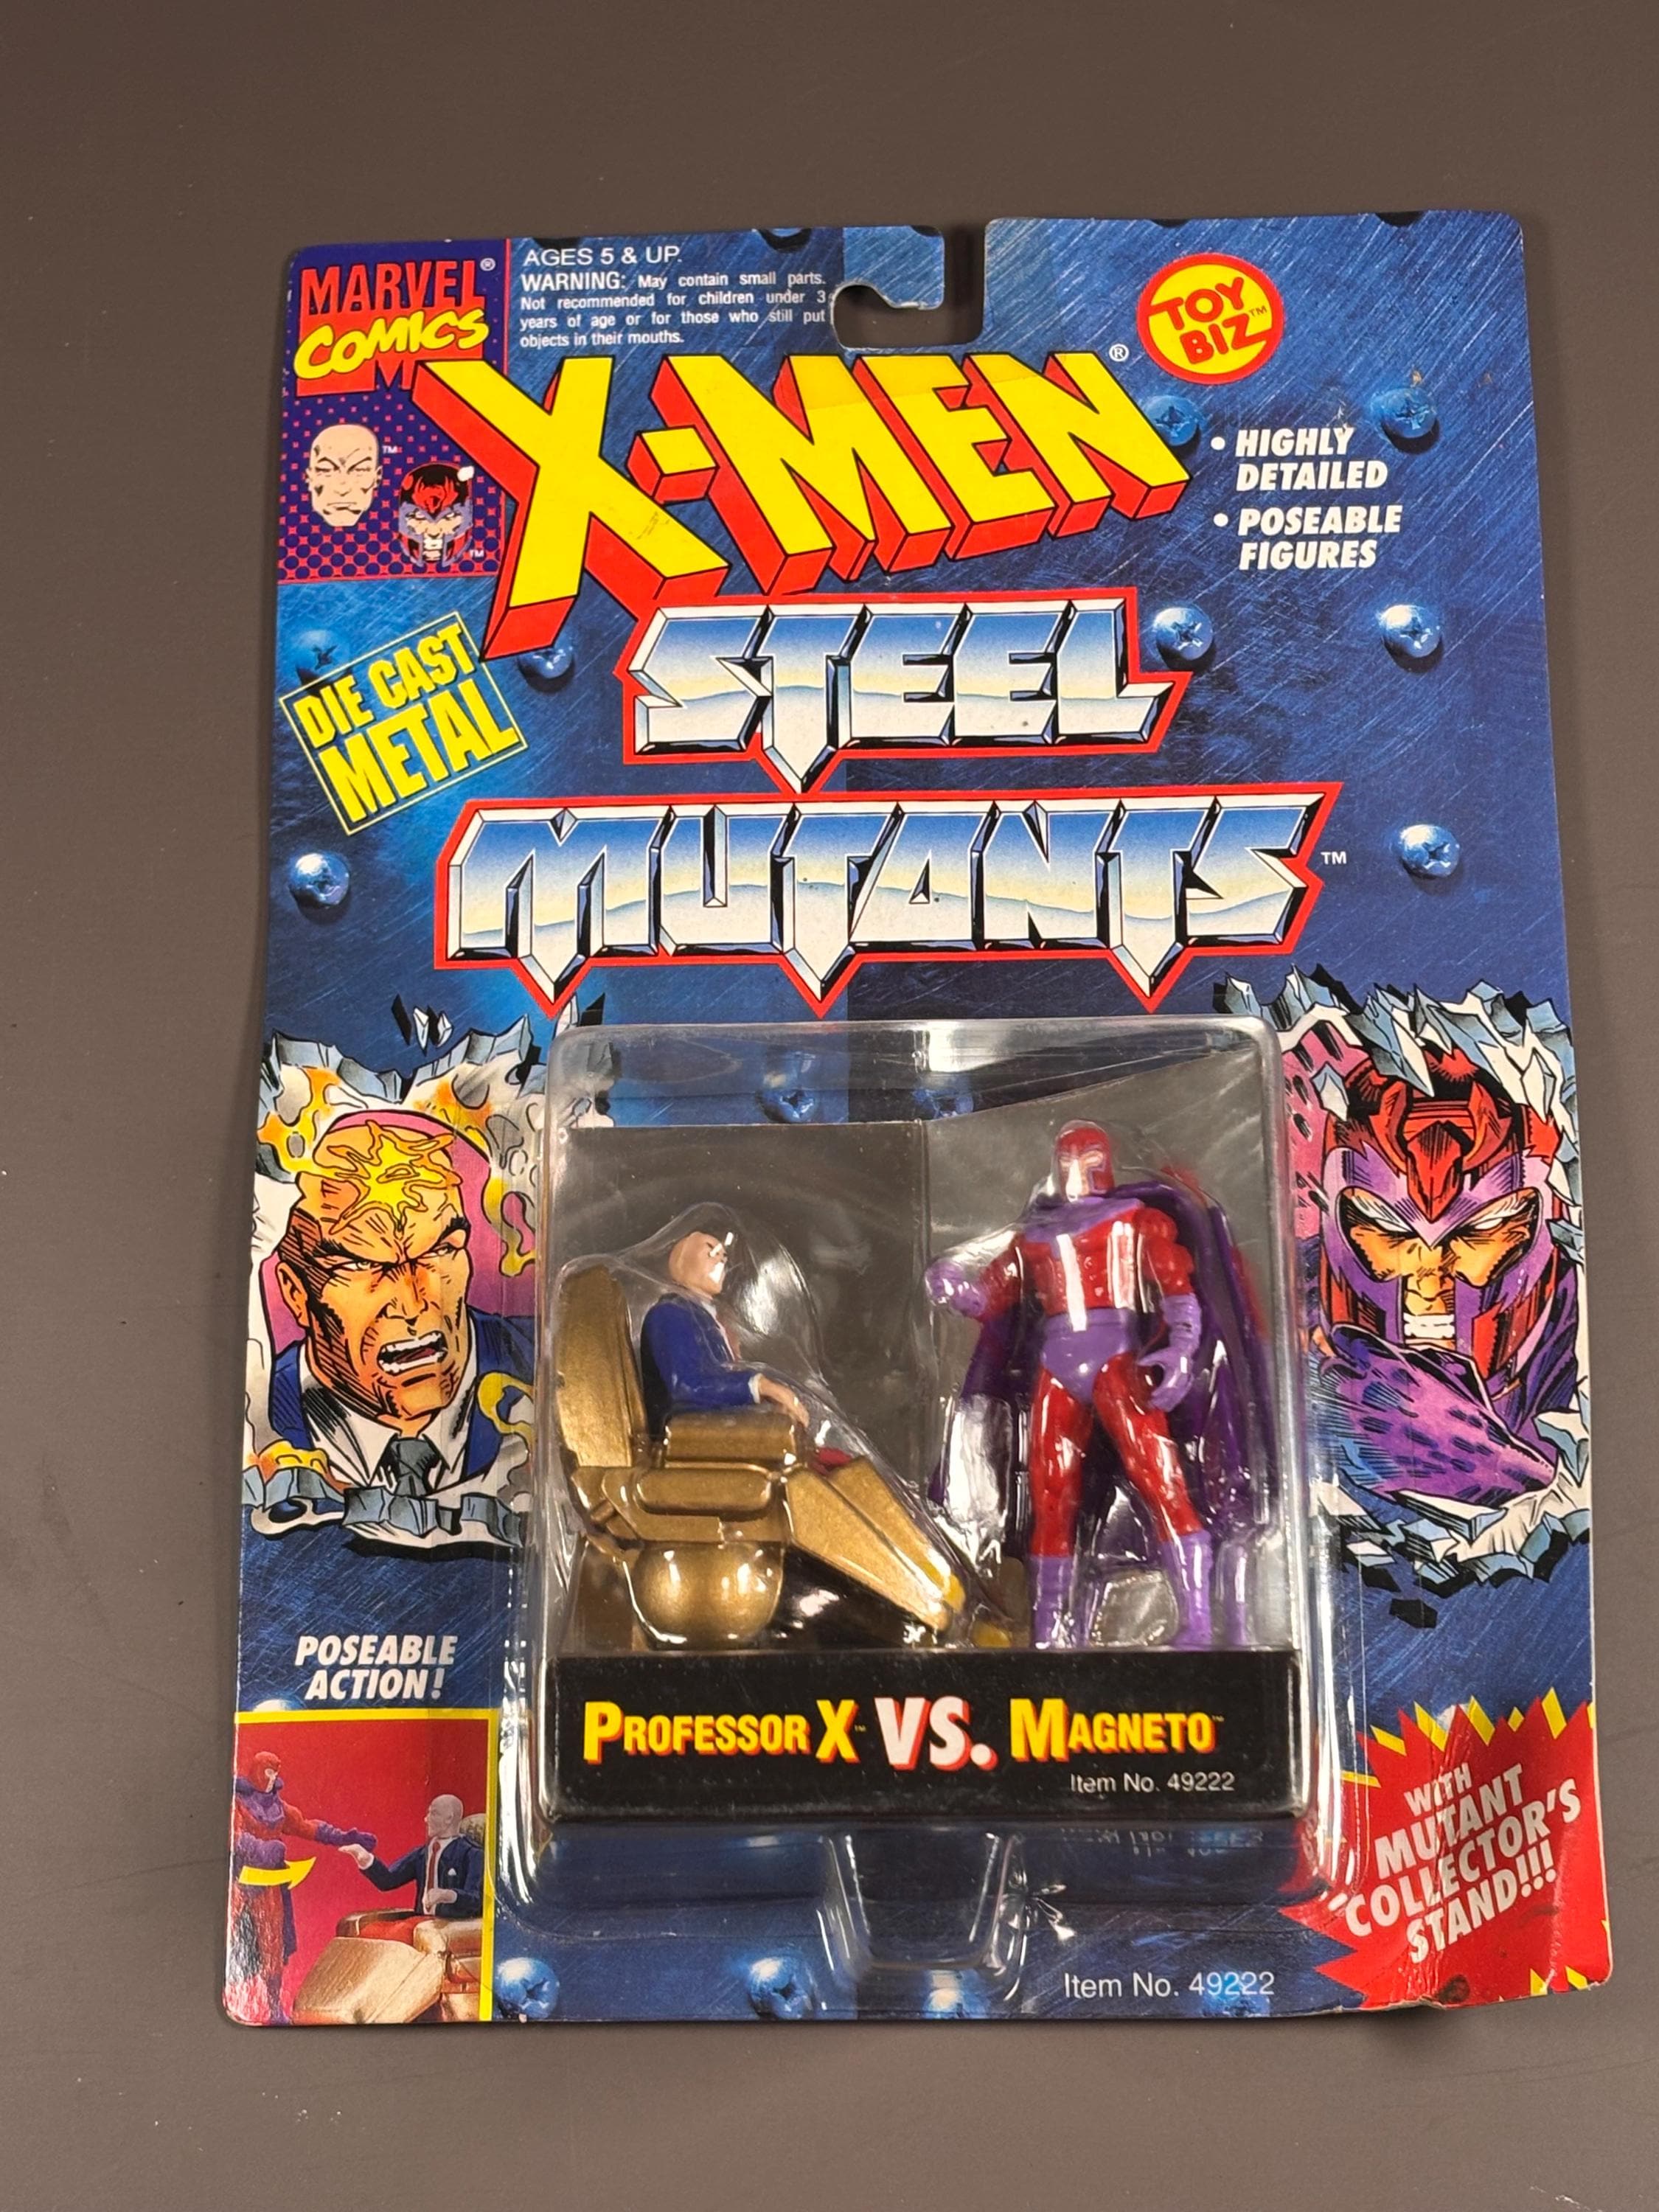 MARVEL®
COMICS
AGES 5 & UP.
WARNING: May contain small parts.
Not recommended for children under 3
years of age or for those who still put
objects in their mouths.
TOY
BIZ™
X-MEN®
• HIGHLY
DETAILED
• POSEABLE
FIGURES
TM
TM
DIE CAST
METAL
STEEL
MUTANTS™
POSEABLE
ACTION!
PROFESSOR X™ VS. MAGNETO™
Item No. 49222
WITH
MUTANT
COLLECTOR'S
STAND!!!
Item No. 49222